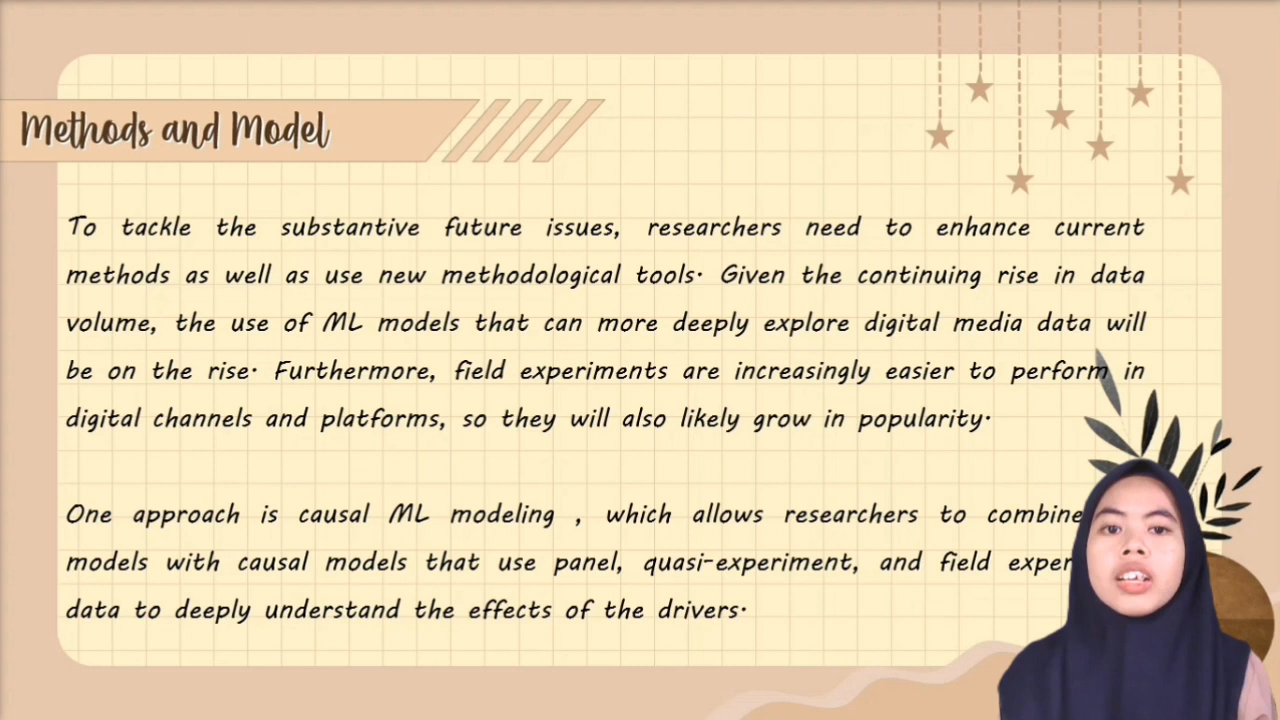 Methods and Model
To tackle the substantive future issues, researchers need to enhance current
methods as well as use new methodological tools. Given the continuing rise in data
volume, the use of ML models that can more deeply explore digital media data will
be on the rise. Furthermore, field experiments are increasingly easier to perform in
digital channels and platforms, so they will also likely grow in popularity.
One approach is causal ML modeling , which allows researchers to combine
models with causal models that use panel, quasi-experiment, and field
data to deeply understand the effects of the drivers.